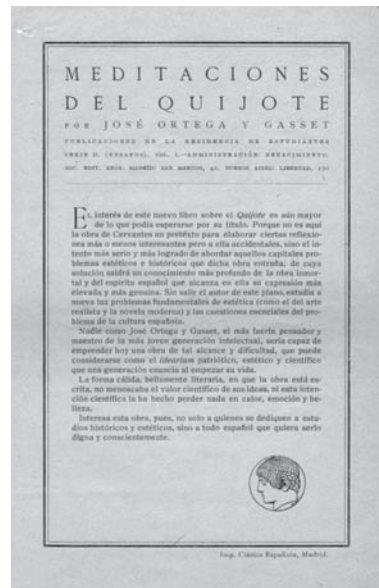 MEDITACIONES
DEL QUIJOTE
POR JOSÉ ORTEGA Y GASSET
PUBLICACIONES DE LA RESIDENCIA DE ESTUDIANTES
SERIE II. (ENSAYOS). VOL. I.—ADMINISTRACIÓN: RENACIMIENTO.
SOC. EDIT. ANÓN. MADRID: SAN MARCOS, 42. BUENOS AIRES: LIBERTAD, 170
EL interés de este nuevo libro sobre el Quijote es aún mayor
de lo que podía esperarse por su título. Porque no es aquí
la obra de Cervantes un pretexto para elaborar ciertas reflexio-
nes más o menos interesantes pero a ella accidentales, sino el in-
tento más serio y más logrado de abordar aquellos capitales pro-
blemas estéticos e históricos que dicha obra entraña, de cuya
solución saldrá un conocimiento más profundo de la obra inmor-
tal y del espíritu español que alcanza en ella su expresión más
elevada y más genuina. Sin salir el autor de este plano, estudia a
nueva luz problemas fundamentales de estética (como el del arte
realista y la novela moderna) y las cuestiones esenciales del pro-
blema de la cultura española.
Nadie como José Ortega y Gasset, el más fuerte pensador y
maestro de la más joven generación intelectual, sería capaz de
emprender hoy una obra de tal alcance y dificultad, que puede
considerarse como el idearium patriótico, estético y científico
que una generación enuncia al empezar su vida.
La forma cálida, bellamente literaria, en que la obra está es-
crita, no menoscaba el valor científico de sus ideas, ni esta inten-
ción científica la ha hecho perder nada en calor, emoción y be-
lleza.
Interesa esta obra, pues, no solo a quienes se dediquen a estu-
dios históricos y estéticos, sino a todo español que quiera serlo
digna y conscientemente.
Imp. Clásica Española, Madrid.